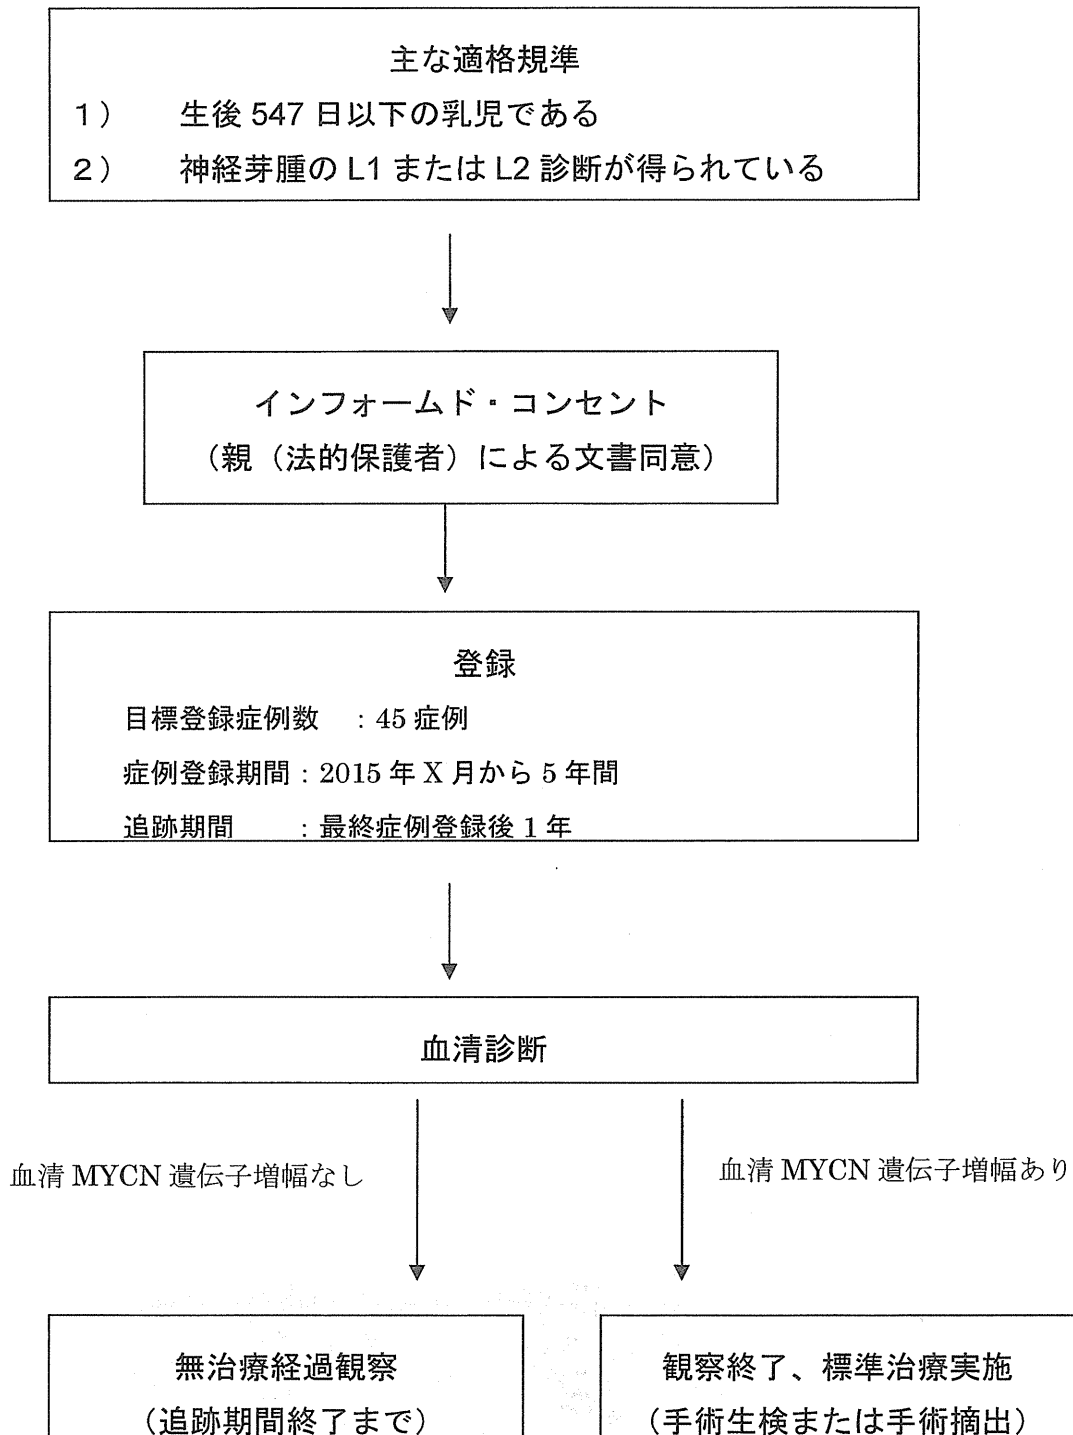 主な適格規準
１） 生後 547 日以下の乳児である
２） 神経芽腫の L1 または L2 診断が得られている
インフォームド・コンセント
（親（法的保護者）による文書同意）
登録
目標登録症例数 ：45 症例
症例登録期間：2015 年 X 月から 5 年間
追跡期間 ：最終症例登録後 1 年
血清診断
血清 MYCN 遺伝子増幅なし
血清 MYCN 遺伝子増幅あり
無治療経過観察
（追跡期間終了まで）
観察終了、標準治療実施
（手術生検または手術摘出）